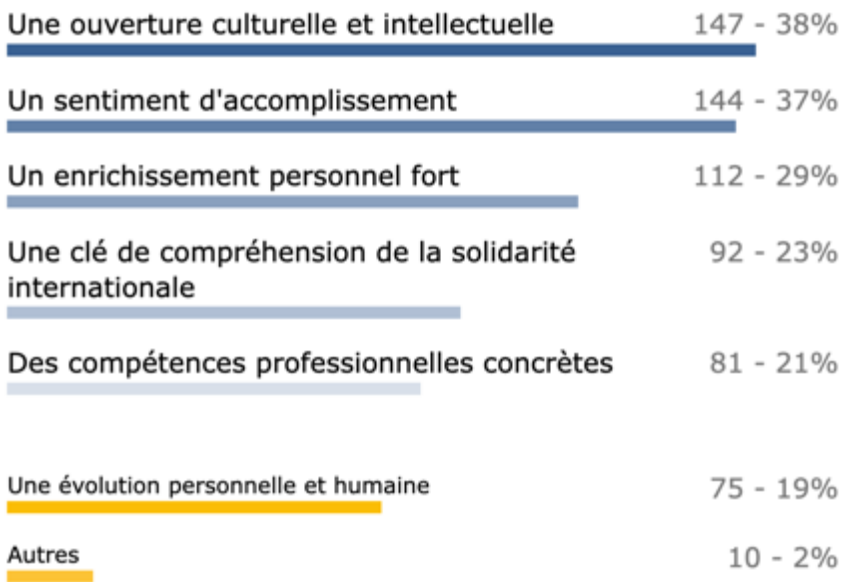 Une ouverture culturelle et intellectuelle 147 - 38%
Un sentiment d'accomplissement 144 - 37%
Un enrichissement personnel fort 112 - 29%
Une clé de compréhension de la solidarité 92 - 23%
internationale
Des compétences professionnelles concrètes 81 - 21%
Une évolution personnelle et humaine 75 - 19%
Autres 10 - 2%